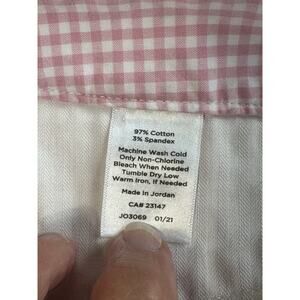 97% Cotton
3% Spandex
Machine Wash Cold
Only Non-Chlorine
Bleach When Needed
Tumble Dry Low
Warm Iron, If Needed
Made In Jordan
CA# 23147
JO3069 01/21